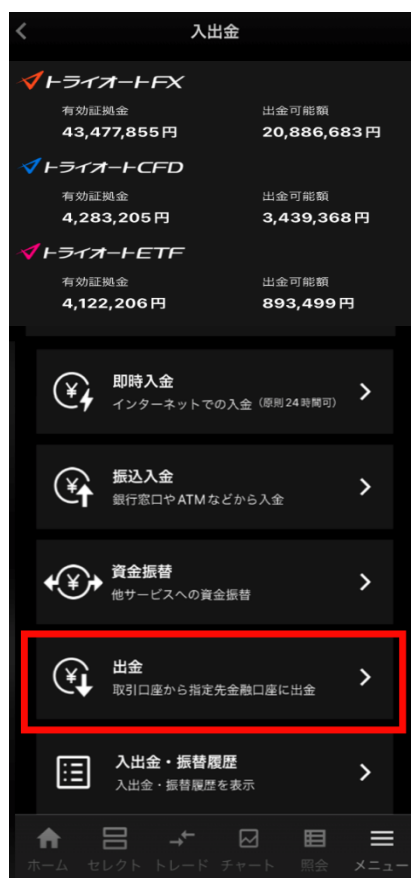 入出金
トライオートFX
有効証拠金 出金可能額
43,477,855円 20,886,683円
トライオートCFD
有効証拠金 出金可能額
4,283,205円 3,439,368円
トライオートETF
有効証拠金 出金可能額
4,122,206円 893,499円
即時入金
インターネットでの入金（原則24時間可）
振込入金
銀行窓口やATMなどから入金
資金振替
他サービスへの資金振替
出金
取引口座から指定先金融口座に出金
入出金・振替履歴
入出金・振替履歴を表示
ホーム セレクト トレード チャート 照会 メニュー